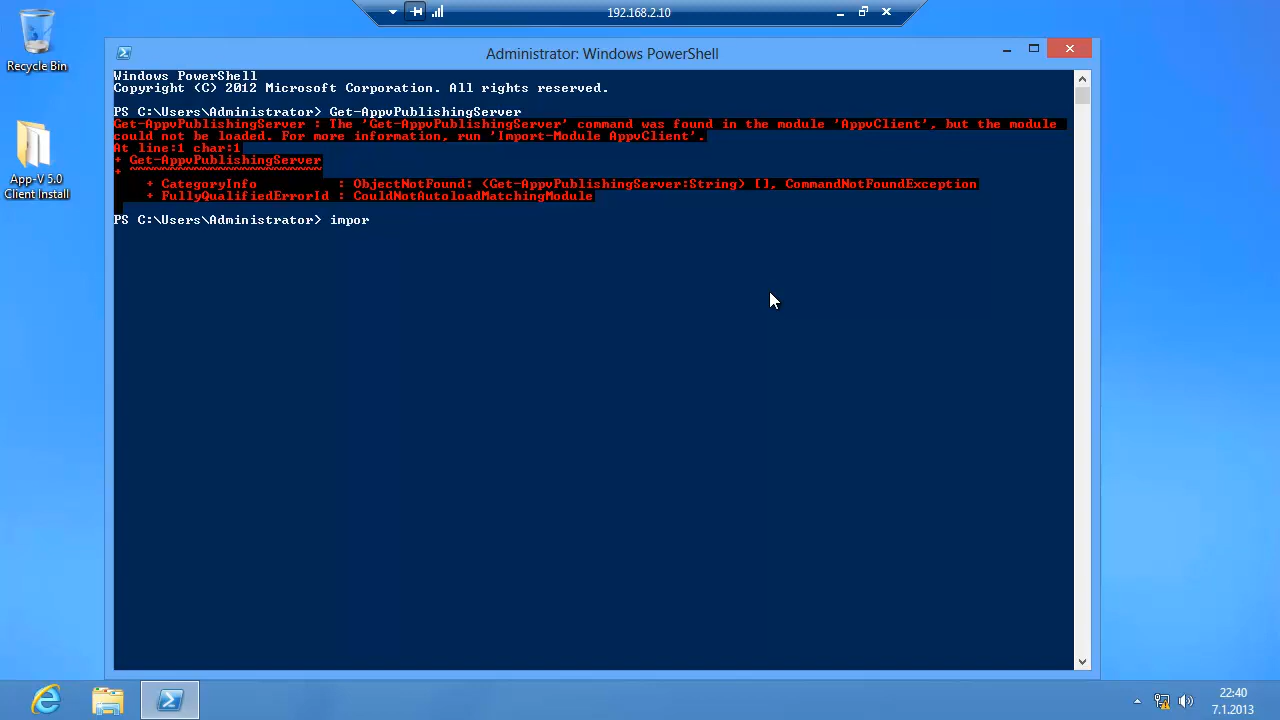 192.168.2.10
Recycle Bin
App-V 5.0
Client Install
Administrator: Windows PowerShell
Windows PowerShell
Copyright (C) 2012 Microsoft Corporation. All rights reserved.
PS C:\Users\Administrator> Get-AppvPublishingServer
Get-AppvPublishingServer : The 'Get-AppvPublishingServer' command was found in the module 'AppvClient', but the module
could not be loaded. For more information, run 'Import-Module AppvClient'.
At line:1 char:1
+ Get-AppvPublishingServer
+ ~~~~~~~~~~~~~~~~~~~~~~~~
+ CategoryInfo : ObjectNotFound: (Get-AppvPublishingServer:String) [], CommandNotFoundException
+ FullyQualifiedErrorId : CouldNotAutoloadMatchingModule
PS C:\Users\Administrator> impor
22:40
7.1.2013